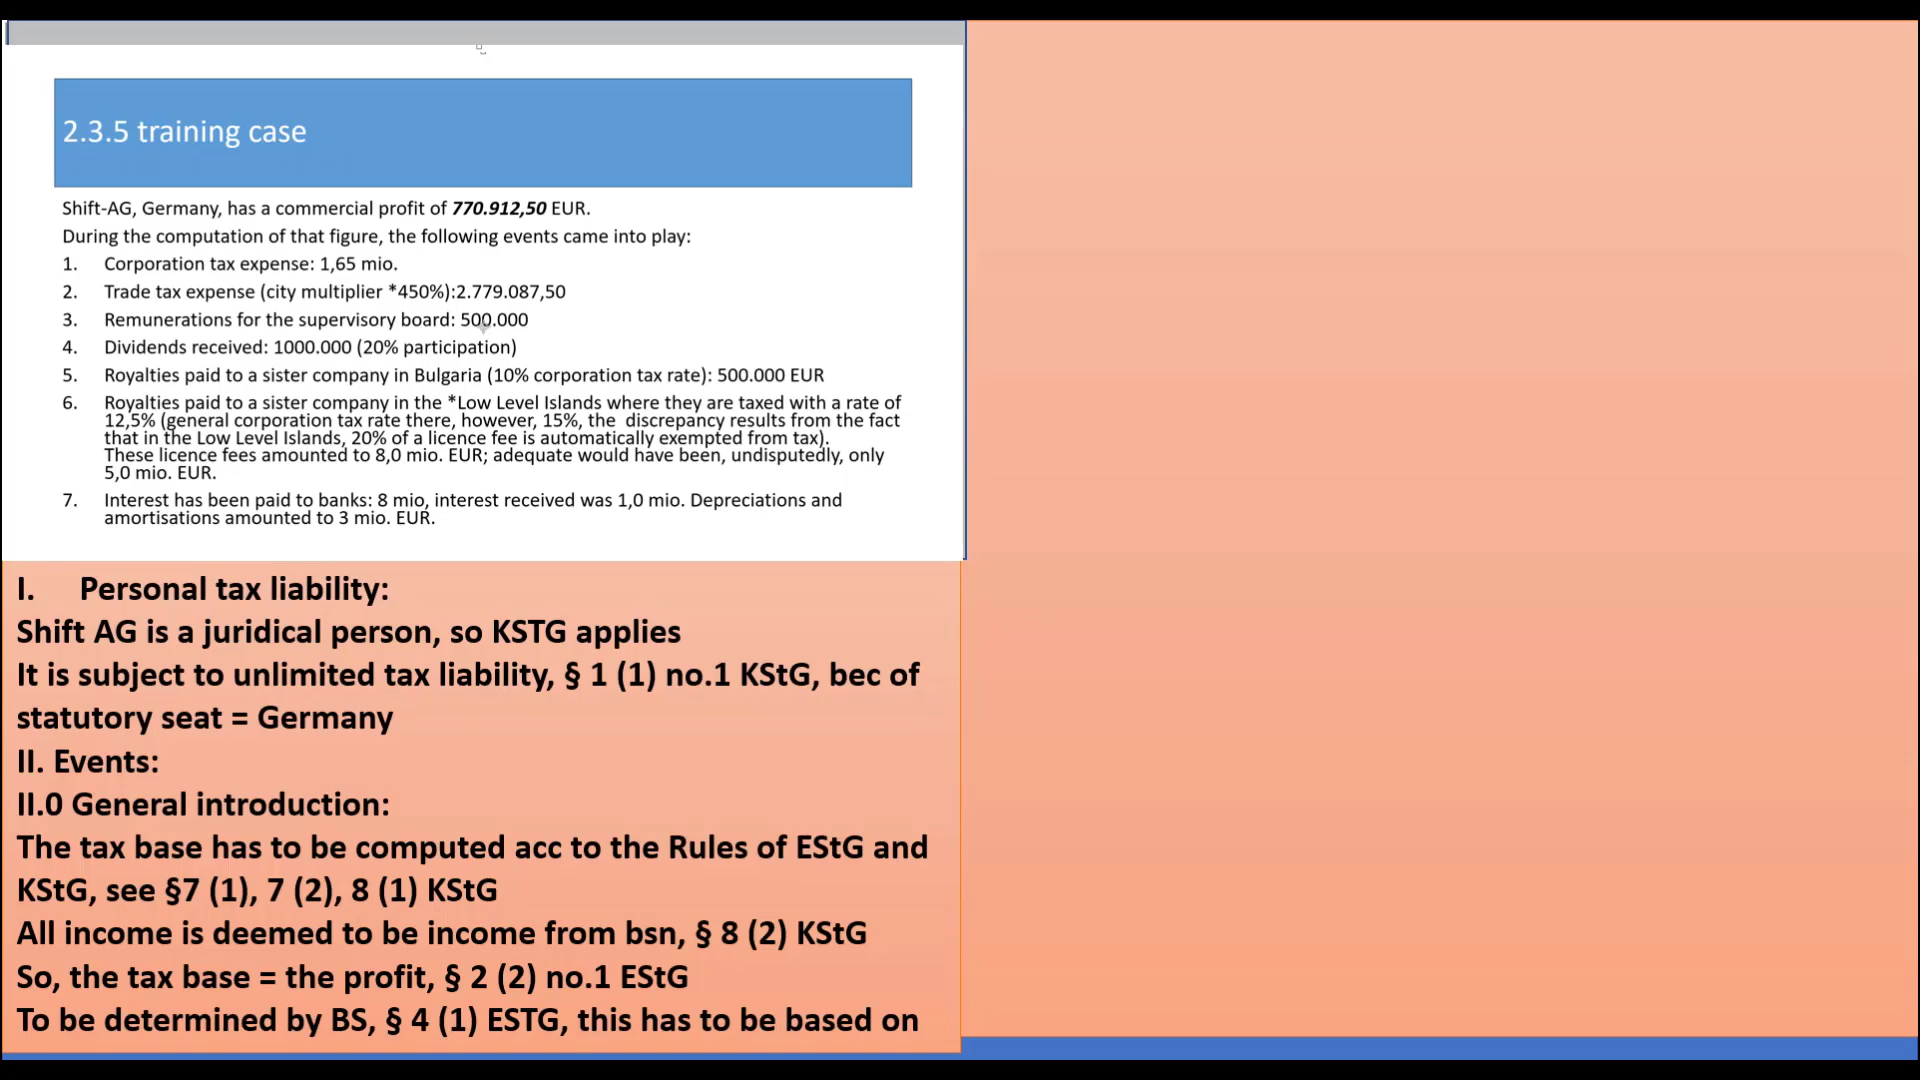 2.3.5 training case
Shift-AG, Germany, has a commercial profit of 770.912,50 EUR.
During the computation of that figure, the following events came into play:
1. Corporation tax expense: 1,65 mio.
2. Trade tax expense (city multiplier *450%):2.779.087,50
3. Remunerations for the supervisory board: 500.000
4. Dividends received: 1000.000 (20% participation)
5. Royalties paid to a sister company in Bulgaria (10% corporation tax rate): 500.000 EUR
6. Royalties paid to a sister company in the *Low Level Islands where they are taxed with a rate of
12,5% (general corporation tax rate there, however, 15%, the discrepancy results from the fact
that in the Low Level Islands, 20% of a licence fee is automatically exempted from tax).
These licence fees amounted to 8,0 mio. EUR; adequate would have been, undisputedly, only
5,0 mio. EUR.
7. Interest has been paid to banks: 8 mio, interest received was 1,0 mio. Depreciations and
amortisations amounted to 3 mio. EUR.
I. Personal tax liability:
Shift AG is a juridical person, so KSTG applies
It is subject to unlimited tax liability, § 1 (1) no.1 KStG, bec of
statutory seat = Germany
II. Events:
II.0 General introduction:
The tax base has to be computed acc to the Rules of EStG and
KStG, see §7 (1), 7 (2), 8 (1) KStG
All income is deemed to be income from bsn, § 8 (2) KStG
So, the tax base = the profit, § 2 (2) no.1 EStG
To be determined by BS, § 4 (1) ESTG, this has to be based on